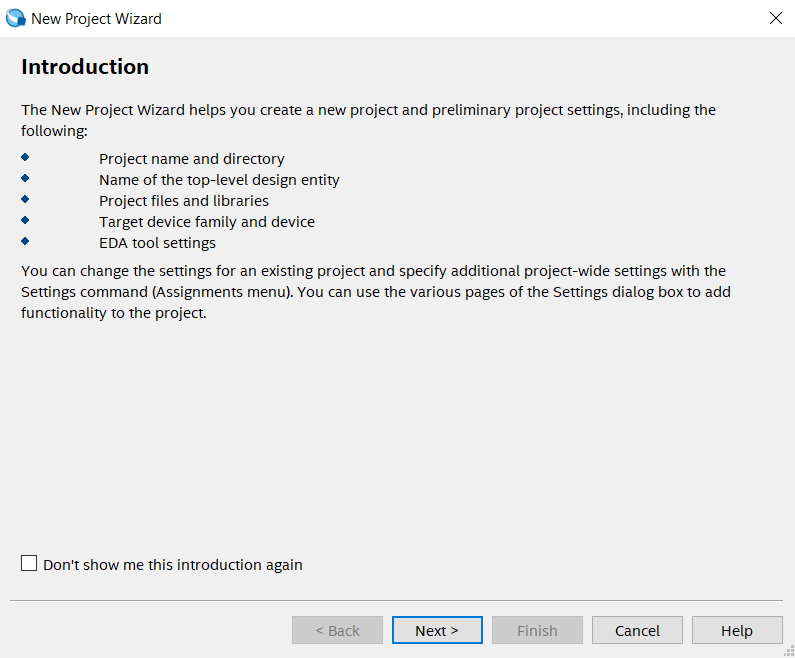 New Project Wizard
Introduction
The New Project Wizard helps you create a new project and preliminary project settings, including the
following:
Project name and directory
Name of the top-level design entity
Project files and libraries
Target device family and device
EDA tool settings
You can change the settings for an existing project and specify additional project-wide settings with the
Settings command (Assignments menu). You can use the various pages of the Settings dialog box to add
functionality to the project.
Don't show me this introduction again
< Back Next > Finish Cancel Help